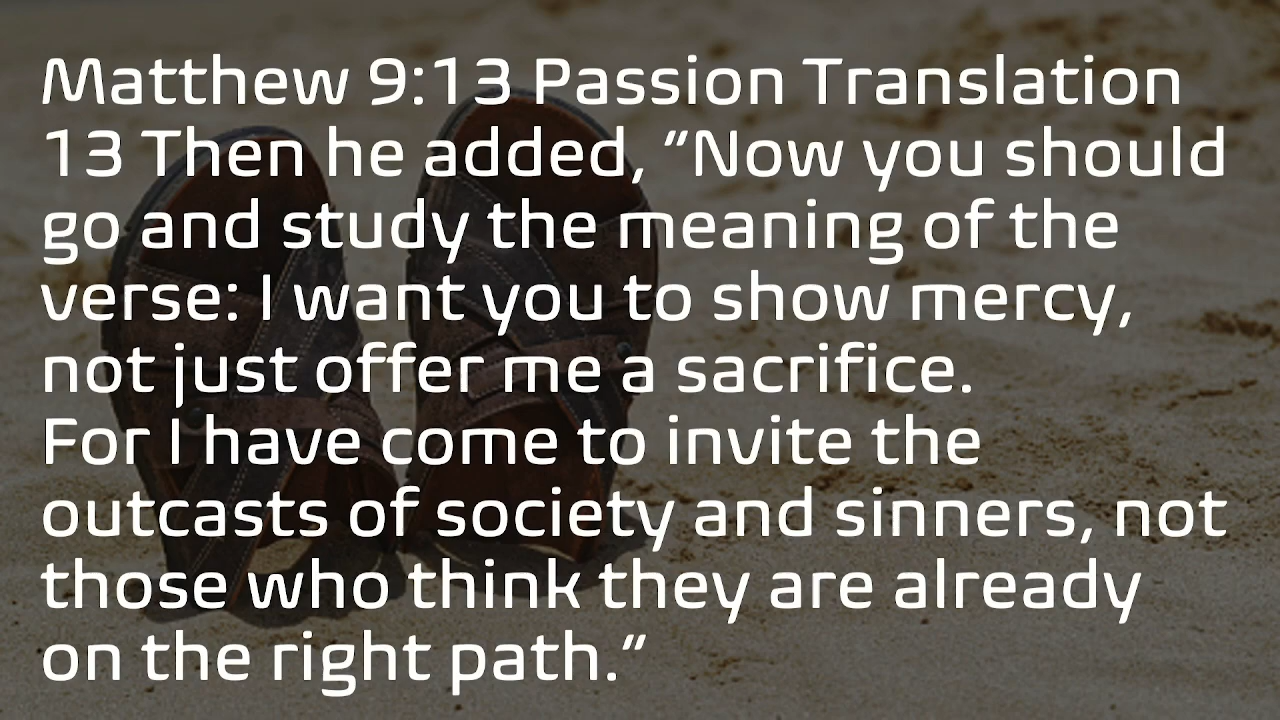 Matthew 9:13 Passion Translation
13 Then he added, “Now you should
go and study the meaning of the
verse: I want you to show mercy,
not just offer me a sacrifice.
For I have come to invite the
outcasts of society and sinners, not
those who think they are already
on the right path.”